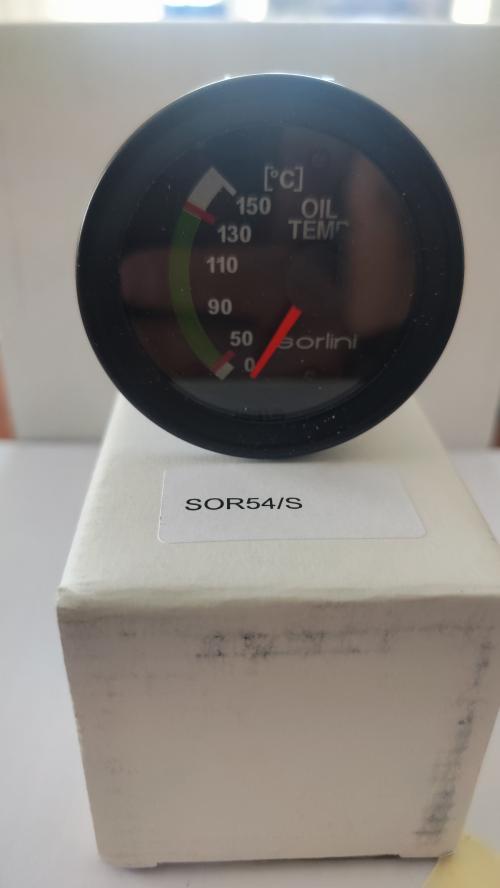 [°C]
150 OIL
130 TEMP
110
90
50 sorlini
0
SOR54/S